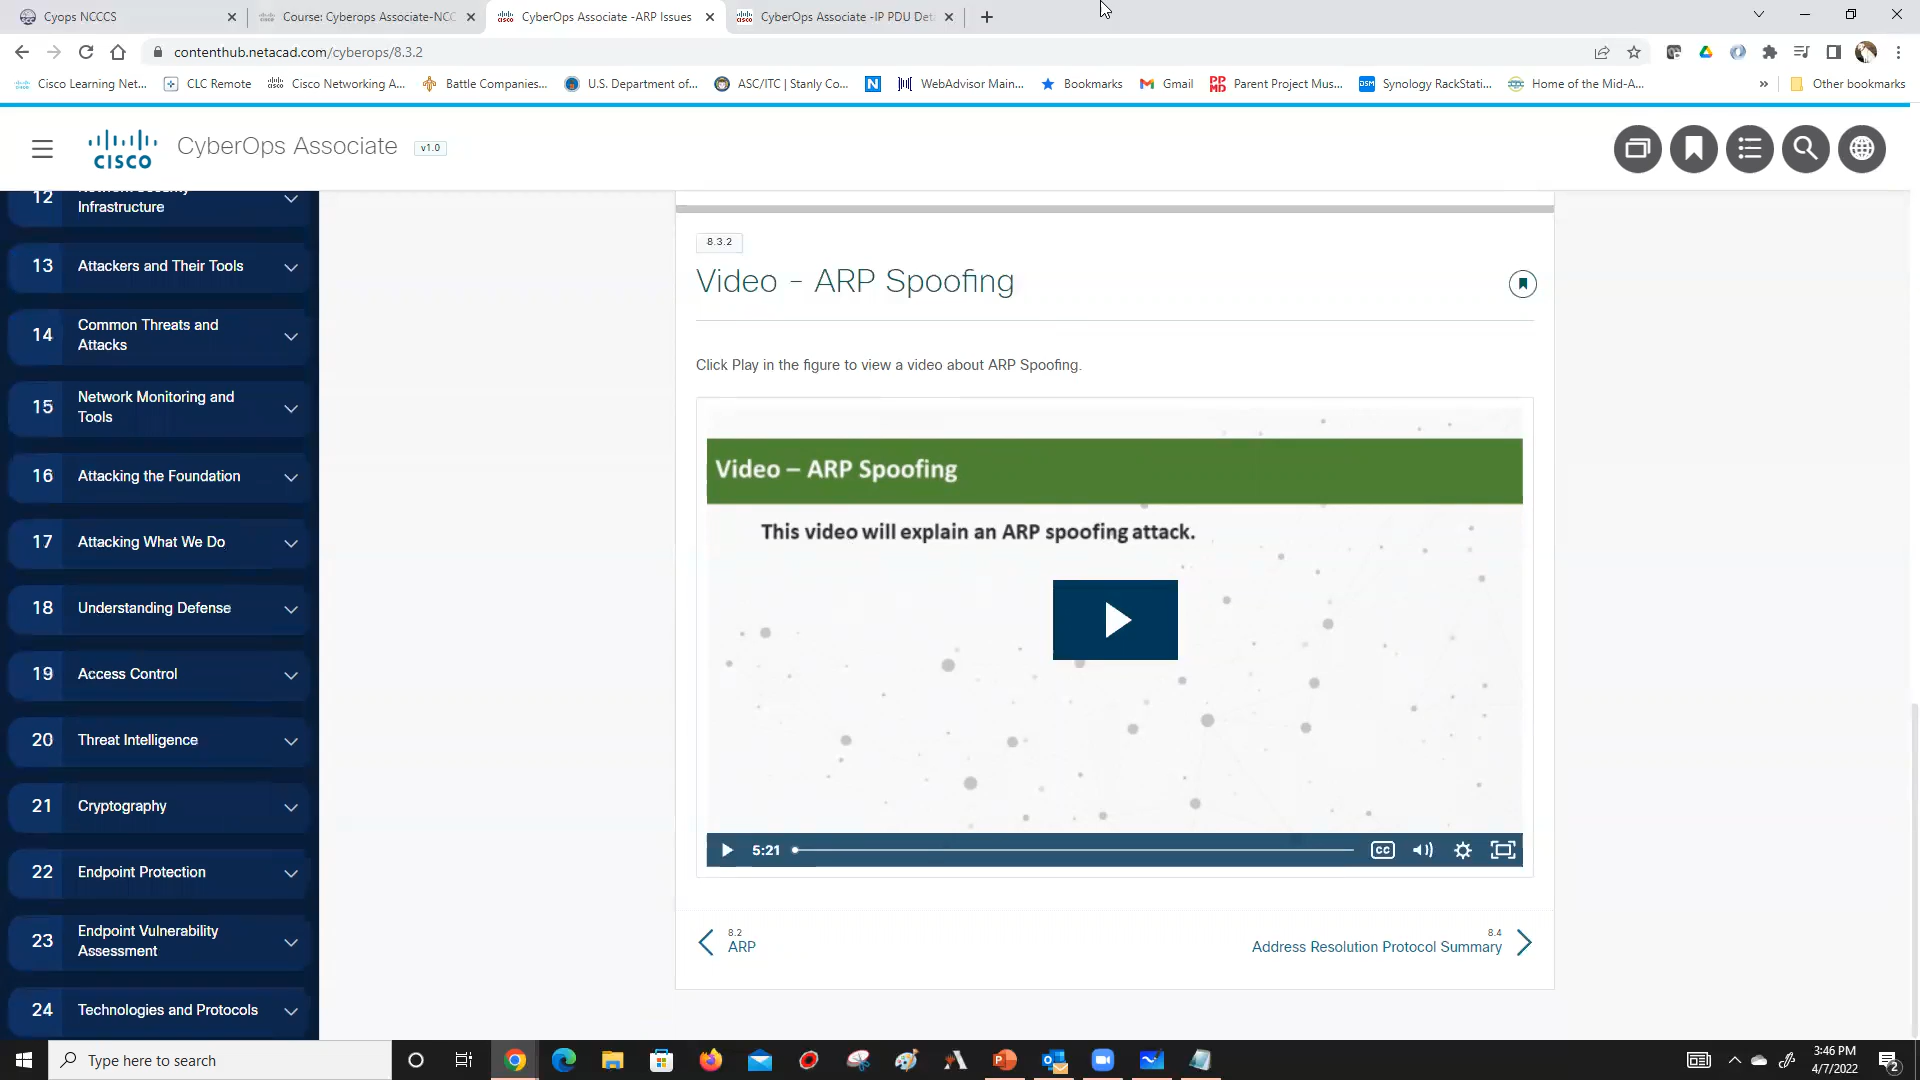 Cyops NCCCS
Course: Cyberops Associate-NCC
CyberOps Associate -ARP Issues
CyberOps Associate -IP PDU Det
contenthub.netacad.com/cyberops/8.3.2
Cisco Learning Net...
CLC Remote
Cisco Networking A...
Battle Companies...
U.S. Department of...
ASC/ITC | Stanly Co...
WebAdvisor Main...
Bookmarks
Gmail
Parent Project Mus...
Synology RackStati...
Home of the Mid-A...
»
Other bookmarks
CISCO
CyberOps Associate
v1.0
12
Network Security
Infrastructure
13
Attackers and Their Tools
14
Common Threats and
Attacks
15
Network Monitoring and
Tools
16
Attacking the Foundation
17
Attacking What We Do
18
Understanding Defense
19
Access Control
20
Threat Intelligence
21
Cryptography
22
Endpoint Protection
23
Endpoint Vulnerability
Assessment
24
Technologies and Protocols
8.3.2
Video - ARP Spoofing
Click Play in the figure to view a video about ARP Spoofing.
Video – ARP Spoofing
This video will explain an ARP spoofing attack.
5:21
CC
8.2
ARP
8.4
Address Resolution Protocol Summary
Type here to search
3:46 PM
4/7/2022
2